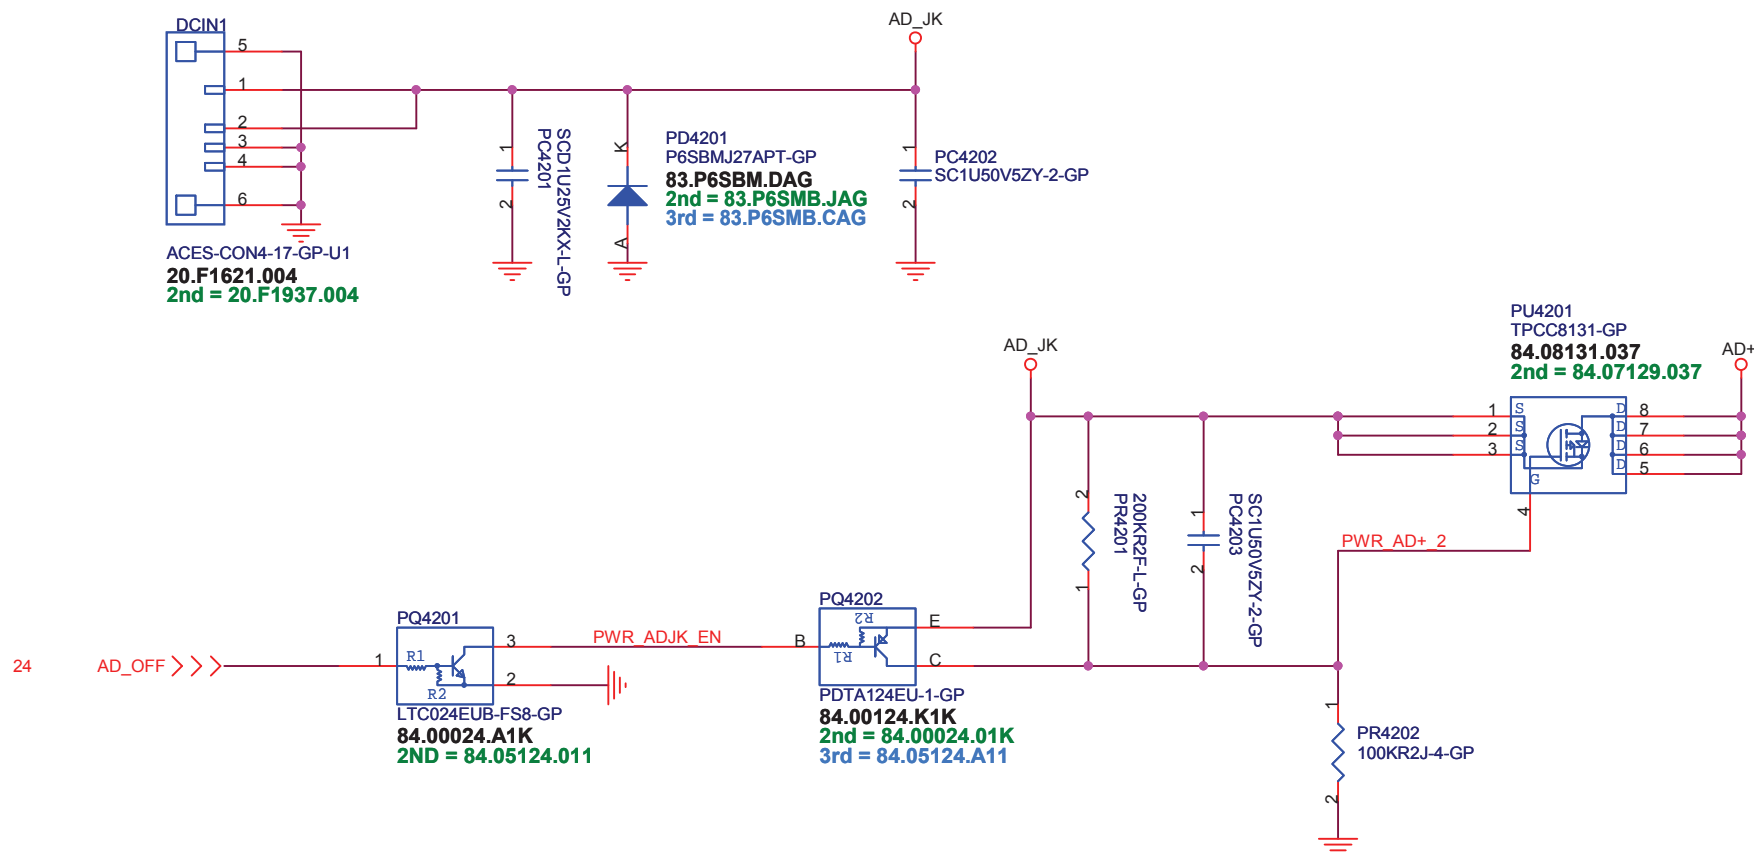 DCIN1
5
1
2
3
4
6
ACES-CON4-17-GP-U1
20.F1621.004
2nd = 20.F1937.004
AD_JK
1
2
SCD1U25V2KX-L-GP
PC4201
K
A
PD4201
P6SBMJ27APT-GP
83.P6SBM.DAG
2nd = 83.P6SMB.JAG
3rd = 83.P6SMB.CAG
1
2
PC4202
SC1U50V5ZY-2-GP
AD_JK
PU4201
TPCC8131-GP
84.08131.037
2nd = 84.07129.037
AD+
1 S D 8
2 S D 7
3 S D 6
D 5
G
4
PWR_AD+_2
2
1
200KR2F-L-GP
PR4201
1
2
SC1U50V5ZY-2-GP
PC4203
24 AD_OFF
PQ4201
1
R1
R2
3
2
LTC024EUB-FS8-GP
84.00024.A1K
2ND = 84.05124.011
PWR_ADJK_EN
PQ4202
B
R2
R1
E
C
PDTA124EU-1-GP
84.00124.K1K
2nd = 84.00024.01K
3rd = 84.05124.A11
1
2
PR4202
100KR2J-4-GP